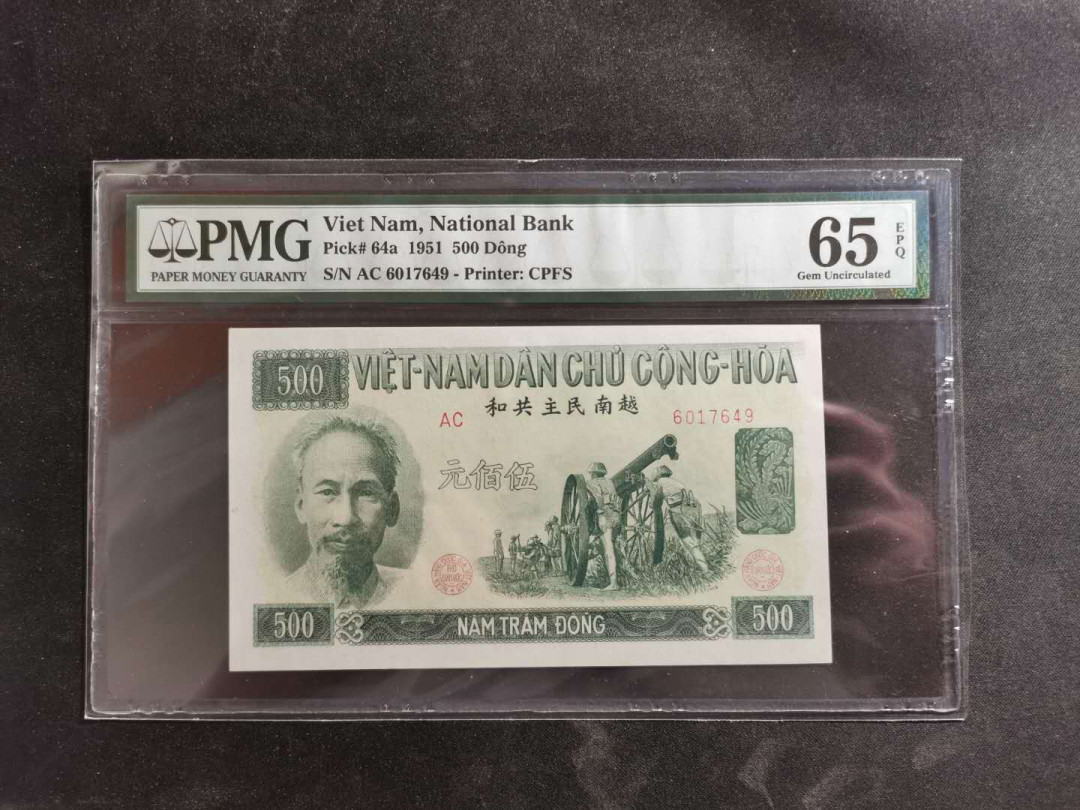 PMG
PAPER MONEY GUARANTY
Viet Nam, National Bank
Pick# 64a 1951 500 Dông
S/N AC 6017649 - Printer: CPFS
65
EPQ
Gem Uncirculated
500
VIỆT-NAM DÂN CHỦ CỘNG-HÒA
和共主民南越
AC
6017649
元佰伍
500
NĂM TRĂM ĐỒNG
500